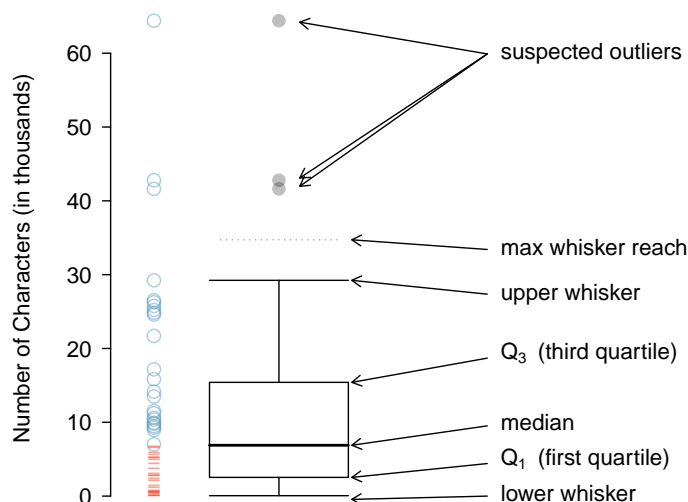 Number of Characters (in thousands)
60
50
40
30
20
10
0
suspected outliers
max whisker reach
upper whisker
Q3 (third quartile)
median
Q1 (first quartile)
lower whisker